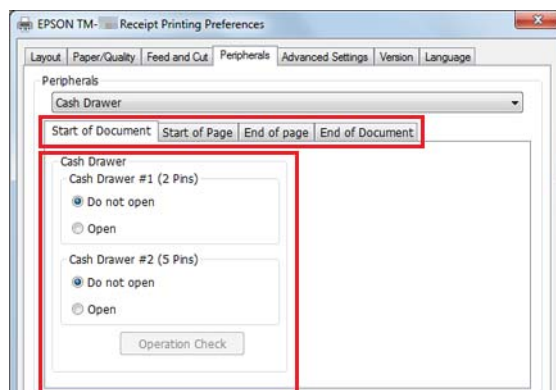 EPSON TM- Receipt Printing Preferences
Layout Paper/Quality Feed and Cut Peripherals Advanced Settings Version Language
Peripherals
Cash Drawer
Start of Document Start of Page End of page End of Document
Cash Drawer
Cash Drawer #1 (2 Pins)
Do not open
Open
Cash Drawer #2 (5 Pins)
Do not open
Open
Operation Check